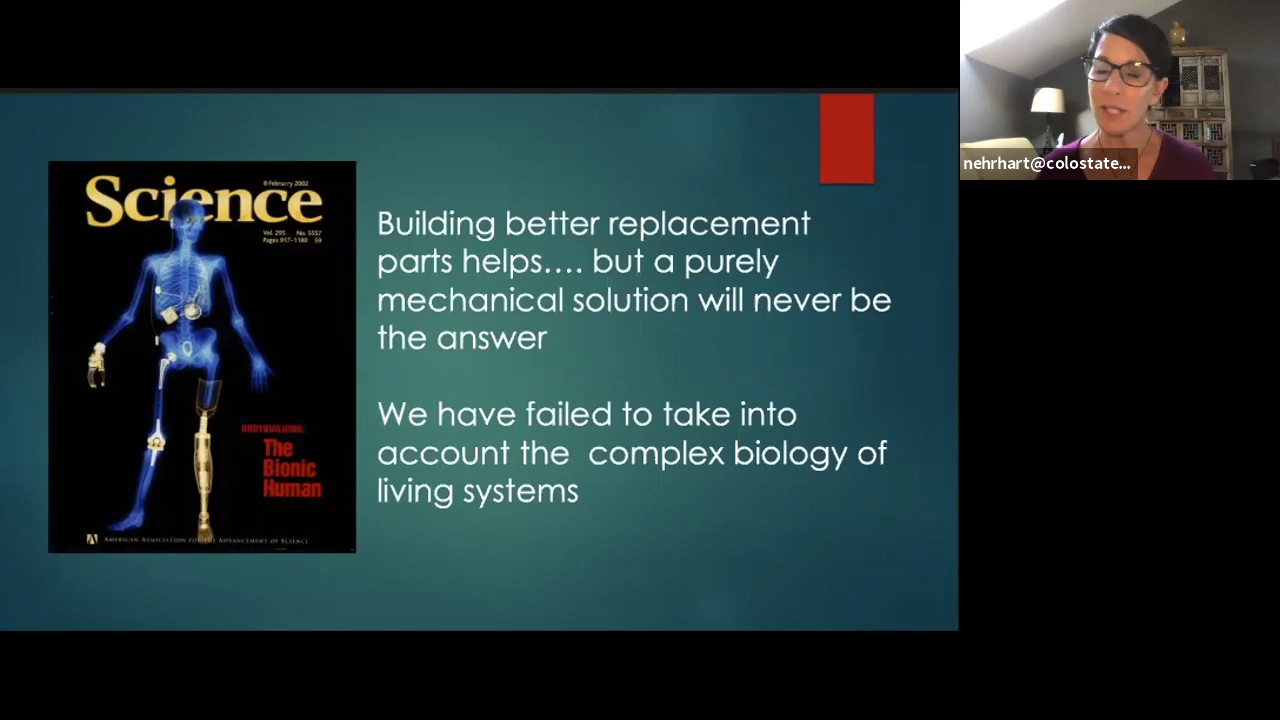 nehrhart@colostate...
8 February 2002
Science
Vol. 295 No. 5557
Pages 917–1180 $9
BODYBUILDING:
The
Bionic
Human
AMERICAN ASSOCIATION FOR THE ADVANCEMENT OF SCIENCE
Building better replacement
parts helps.... but a purely
mechanical solution will never be
the answer
We have failed to take into
account the complex biology of
living systems